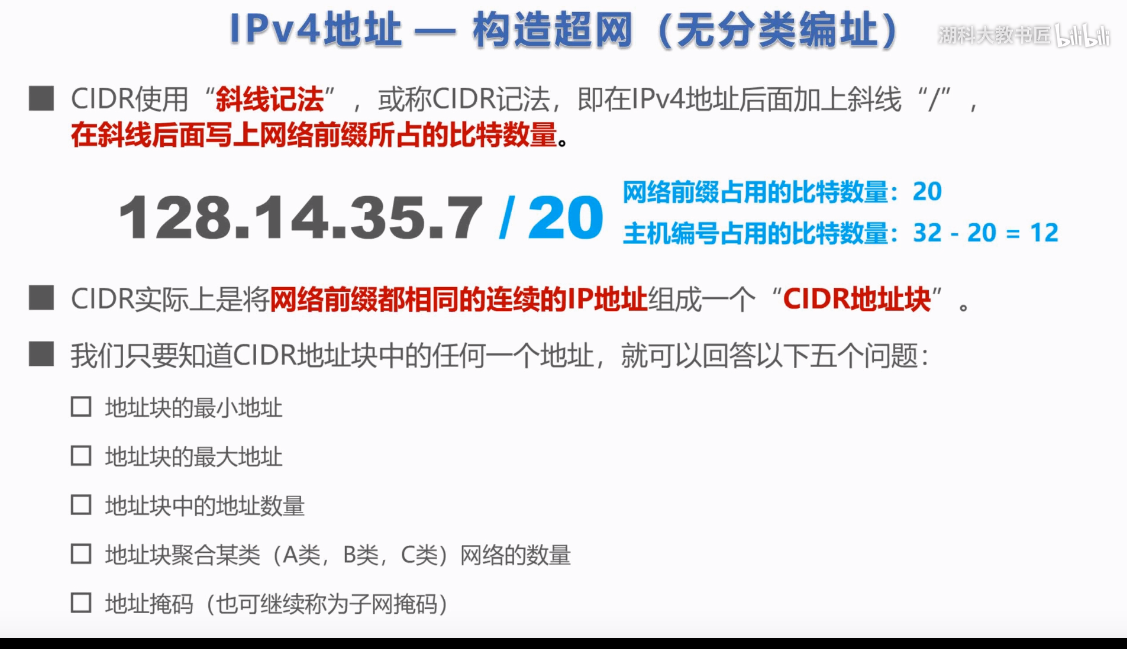 IPv4地址 — 构造超网（无分类编址）
湖科大教书匠 bilibili
CIDR使用“斜线记法”，或称CIDR记法，即在IPv4地址后面加上斜线“/”，
在斜线后面写上网络前缀所占的比特数量。
128.14.35.7 / 20
网络前缀占用的比特数量：20
主机编号占用的比特数量：32 - 20 = 12
CIDR实际上是将网络前缀都相同的连续的IP地址组成一个“CIDR地址块”。
我们只要知道CIDR地址块中的任何一个地址，就可以回答以下五个问题：
地址块的最小地址
地址块的最大地址
地址块中的地址数量
地址块聚合某类（A类，B类，C类）网络的数量
地址掩码（也可继续称为子网掩码）